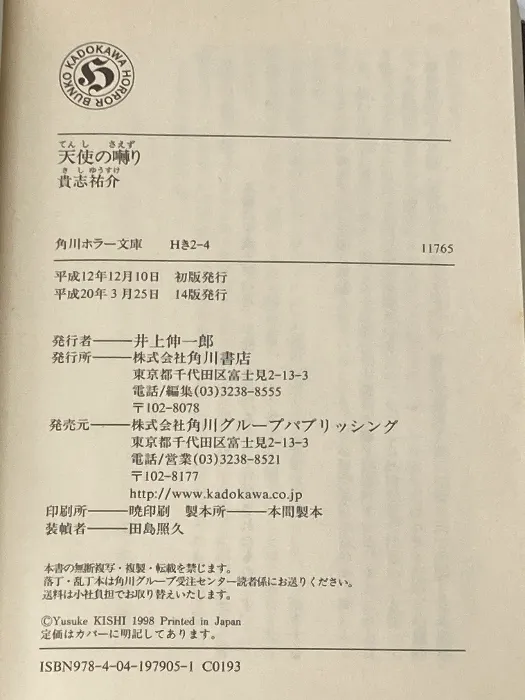 KADOKAWA HORROR BUNKO
H
てんし さえず
天使の囀り
きしゆうすけ
貴志祐介
角川ホラー文庫 Hき2-4 11765
平成12年12月10日 初版発行
平成20年3月25日 14版発行
発行者――井上伸一郎
発行所――株式会社角川書店
東京都千代田区富士見2-13-3
電話/編集(03)3238-8555
〒102-8078
発売元――株式会社角川グループパブリッシング
東京都千代田区富士見2-13-3
電話/営業(03)3238-8521
〒102-8177
http://www.kadokawa.co.jp
印刷所――暁印刷 製本所――本間製本
装幀者――田島照久
本書の無断複写・複製・転載を禁じます。
落丁・乱丁本は角川グループ受注センター読者係にお送りください。
送料は小社負担でお取り替えいたします。
©Yusuke KISHI 1998 Printed in Japan
定価はカバーに明記してあります。
ISBN978-4-04-197905-1 C0193